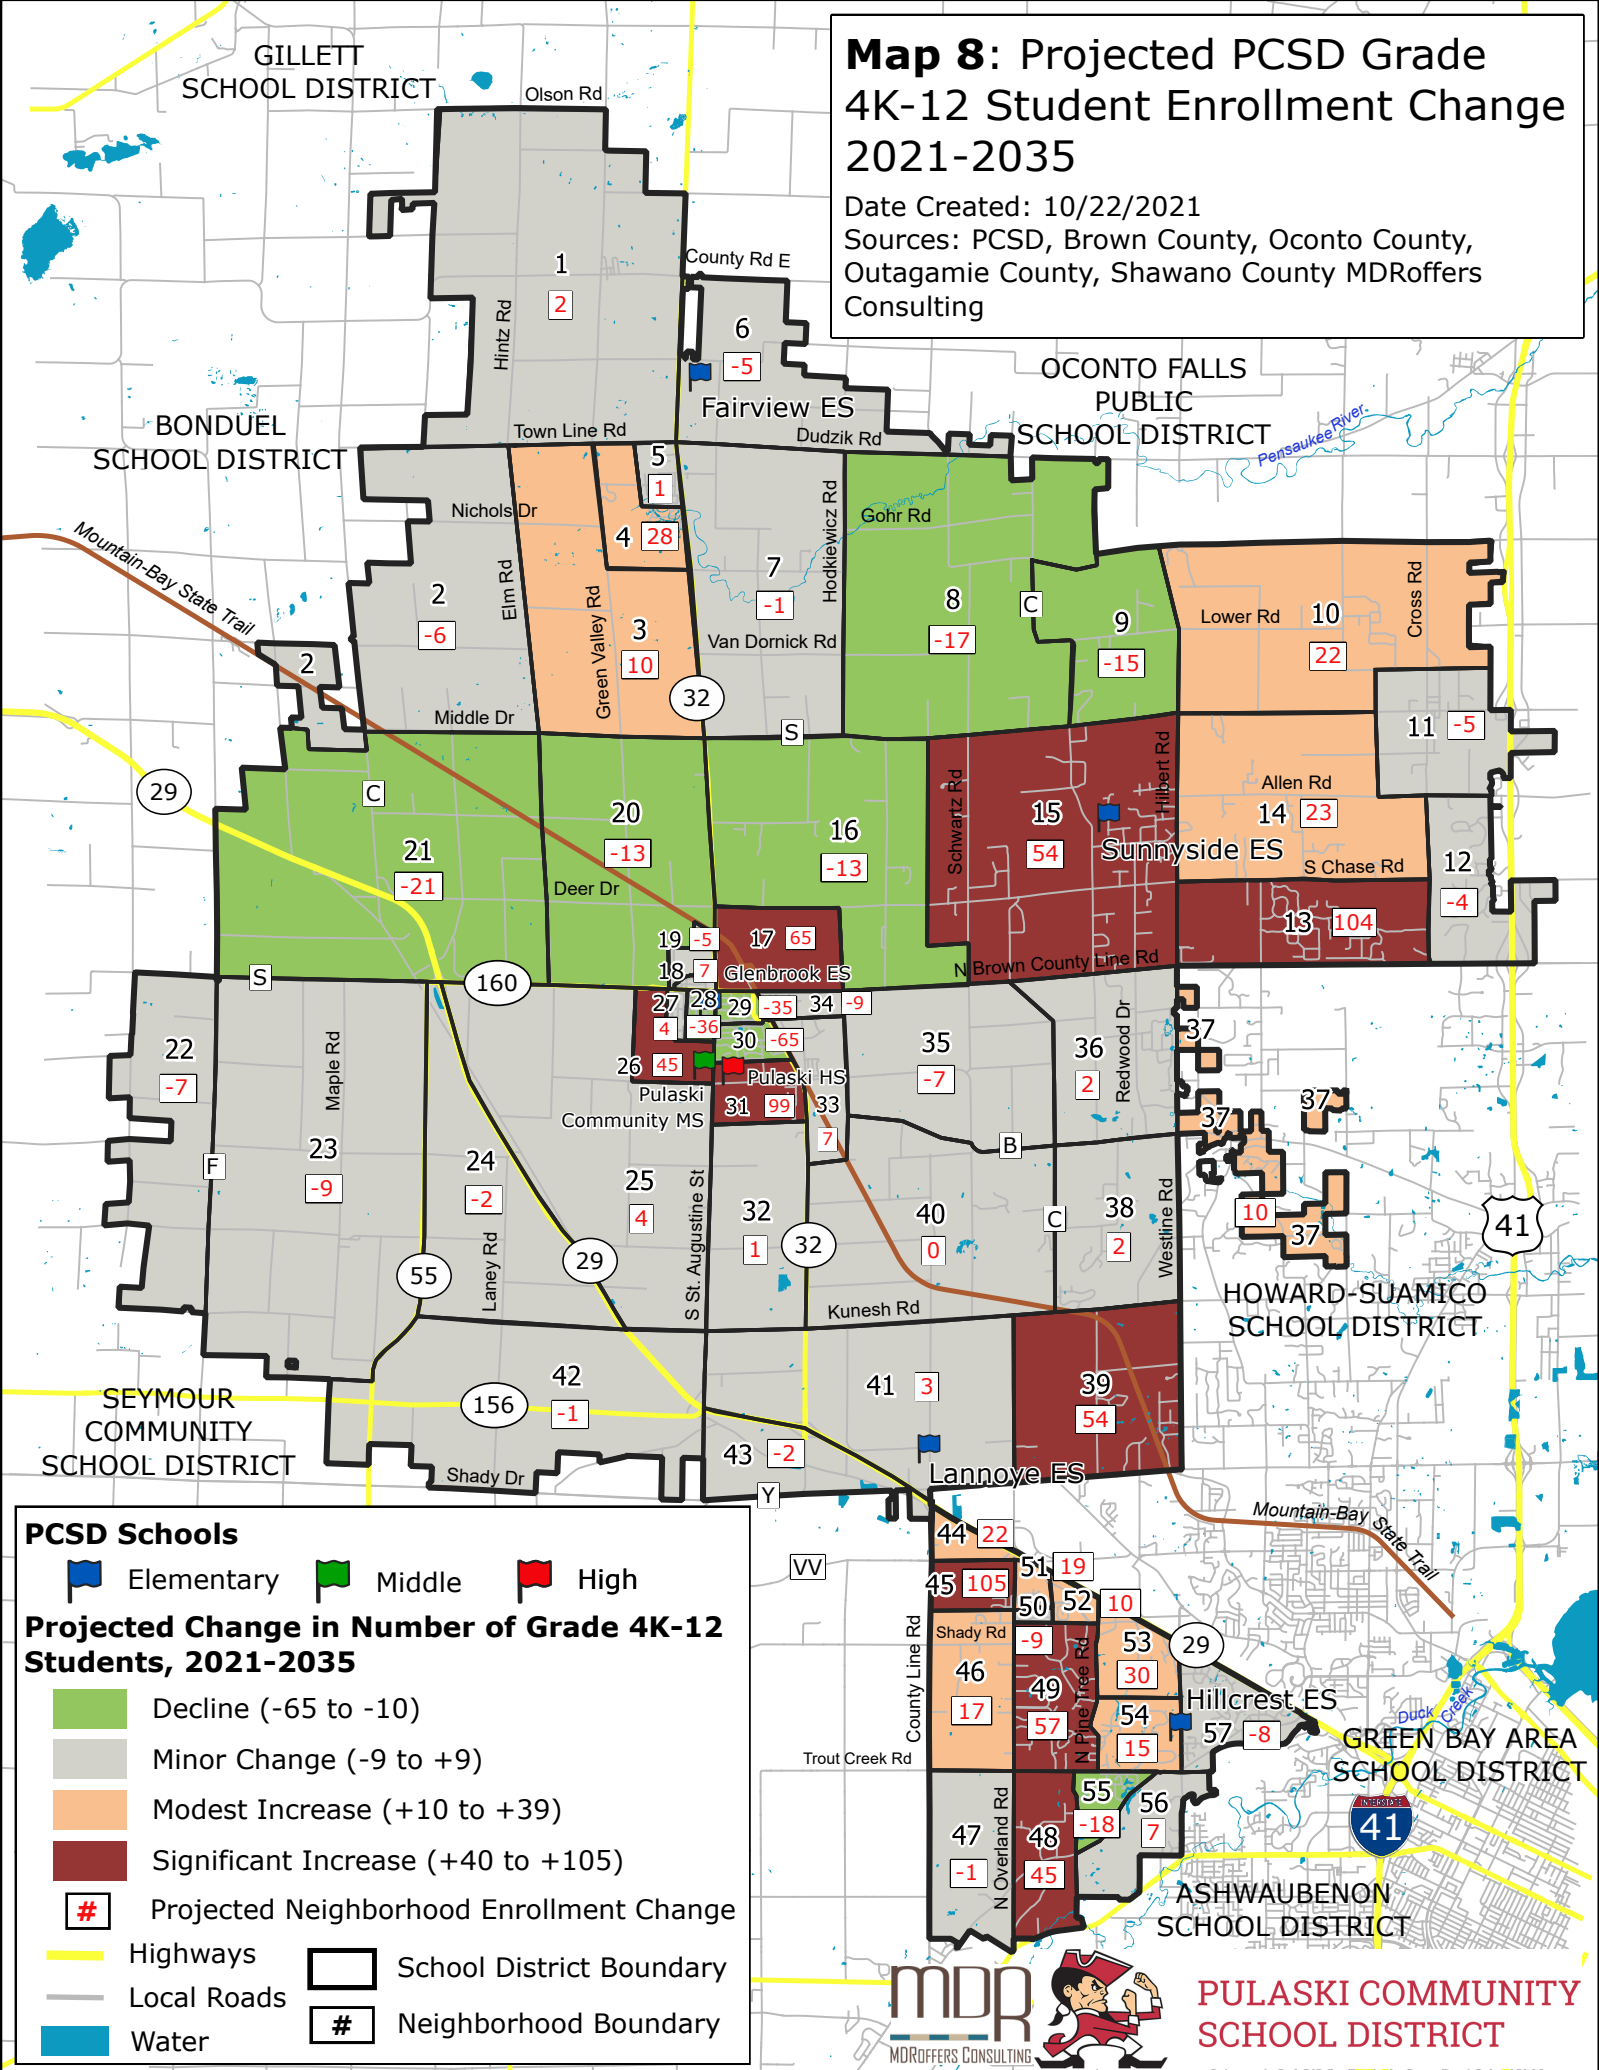 Map 8: Projected PCSD Grade
4K-12 Student Enrollment Change
2021-2035
Date Created: 10/22/2021
Sources: PCSD, Brown County, Oconto County,
Outagamie County, Shawano County MDRoffers
Consulting
GILLETT
SCHOOL DISTRICT
Olson Rd
County Rd E
1
2
Hintz Rd
6
-5
Fairview ES
OCONTO FALLS
PUBLIC
SCHOOL DISTRICT
Pensaukee River
BONDUEL
SCHOOL DISTRICT
Town Line Rd
Dudzik Rd
5
1
Nichols Dr
4
28
Gohr Rd
Hodkiewicz Rd
Mountain-Bay State Trail
Elm Rd
Green Valley Rd
2
-6
7
-1
8
-17
C
9
-15
Lower Rd
10
22
Cross Rd
3
10
Van Dornick Rd
2
32
Middle Dr
S
11
-5
29
C
Schwartz Rd
Hilbert Rd
Allen Rd
20
-13
16
-13
15
54
Sunnyside ES
14
23
S Chase Rd
12
-4
21
-21
Deer Dr
19
-5
17
65
13
104
18
7
Glenbrook ES
N Brown County Line Rd
S
160
27
4
28
-36
29
-35
34
-9
30
-65
26
45
Pulaski HS
Pulaski
Community MS
31
99
33
7
22
-7
Maple Rd
35
-7
36
2
Redwood Dr
37
37
37
F
23
-9
24
-2
25
4
S St. Augustine St
32
1
B
40
0
C
38
2
Westline Rd
10
37
41
55
Laney Rd
29
32
Kunesh Rd
HOWARD-SUAMICO
SCHOOL DISTRICT
SEYMOUR
COMMUNITY
SCHOOL DISTRICT
42
-1
156
41
3
39
54
43
-2
Shady Dr
Y
Lannoye ES
44
22
Mountain-Bay State Trail
VV
45
105
51
19
50
-9
52
10
Shady Rd
County Line Rd
46
17
49
57
N Pine Tree Rd
53
30
29
54
15
Hillcrest ES
57
-8
Duck Creek
GREEN BAY AREA
SCHOOL DISTRICT
Trout Creek Rd
55
-18
56
7
INTERSTATE
41
47
-1
N Overland Rd
48
45
ASHWAUBENON
SCHOOL DISTRICT
PCSD Schools
Elementary
Middle
High
Projected Change in Number of Grade 4K-12
Students, 2021-2035
Decline (-65 to -10)
Minor Change (-9 to +9)
Modest Increase (+10 to +39)
Significant Increase (+40 to +105)
# Projected Neighborhood Enrollment Change
Highways
School District Boundary
Local Roads
# Neighborhood Boundary
Water
MDR
MDROFFERS CONSULTING
PULASKI COMMUNITY
SCHOOL DISTRICT